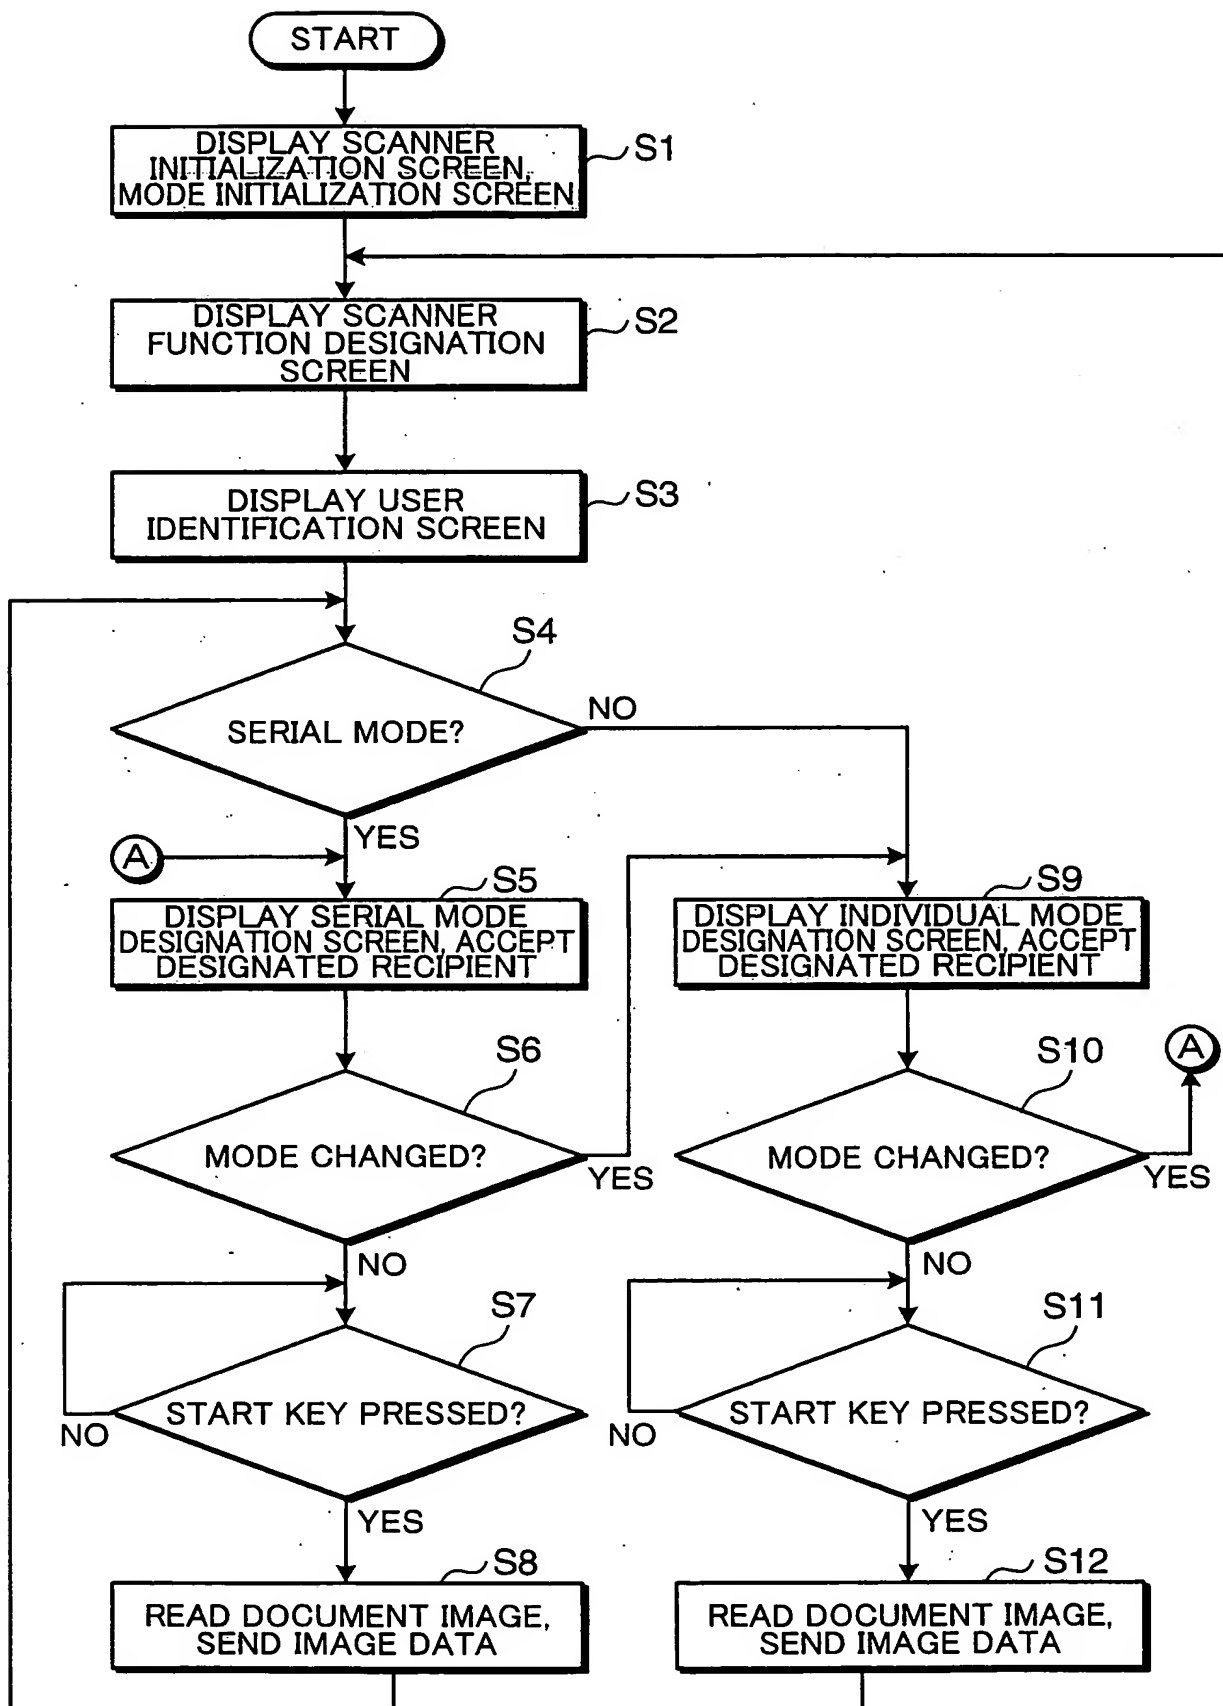 START
DISPLAY SCANNER
INITIALIZATION SCREEN,
MODE INITIALIZATION SCREEN
S1
DISPLAY SCANNER
FUNCTION DESIGNATION
SCREEN
S2
DISPLAY USER
IDENTIFICATION SCREEN
S3
S4
SERIAL MODE?
NO
YES
A
S5
DISPLAY SERIAL MODE
DESIGNATION SCREEN, ACCEPT
DESIGNATED RECIPIENT
S9
DISPLAY INDIVIDUAL MODE
DESIGNATION SCREEN, ACCEPT
DESIGNATED RECIPIENT
S6
MODE CHANGED?
YES
NO
S10
A
MODE CHANGED?
YES
NO
S7
START KEY PRESSED?
NO
YES
S11
START KEY PRESSED?
NO
YES
S8
READ DOCUMENT IMAGE,
SEND IMAGE DATA
S12
READ DOCUMENT IMAGE,
SEND IMAGE DATA